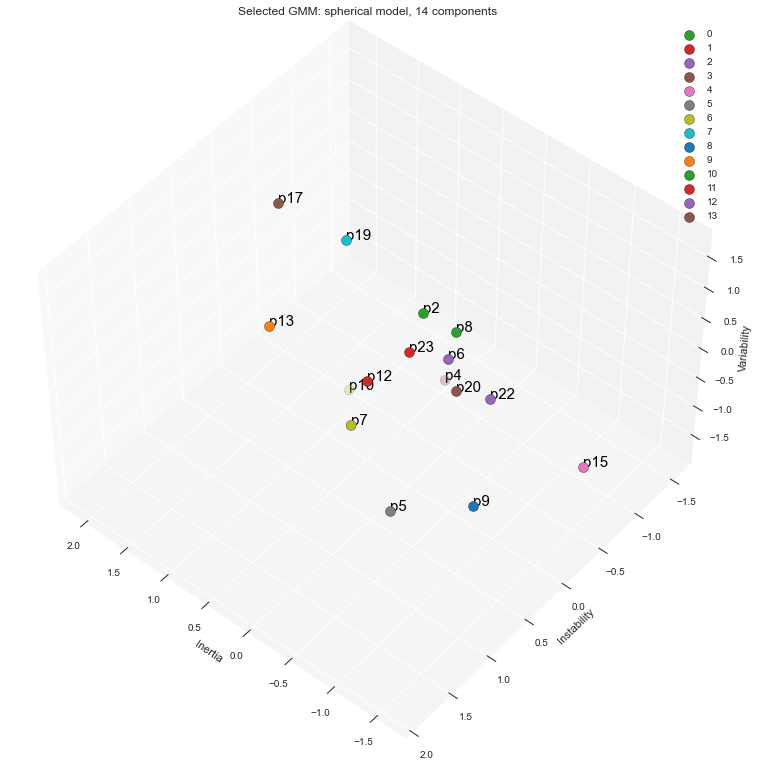 Selected GMM: spherical model, 14 components
0
1
2
3
4
5
6
7
8
9
10
11
12
13
p17
p19
p2
p13
p8
p23
p6
p12
p4
p10
p20
p22
p7
p15
p5
p9
1.5
1.0
0.5
0.0
−0.5
−1.0
−1.5
Variability
2.0
1.5
1.0
0.5
0.0
−0.5
−1.0
−1.5
Inertia
−1.5
−1.0
−0.5
0.0
0.5
1.0
1.5
2.0
Instability